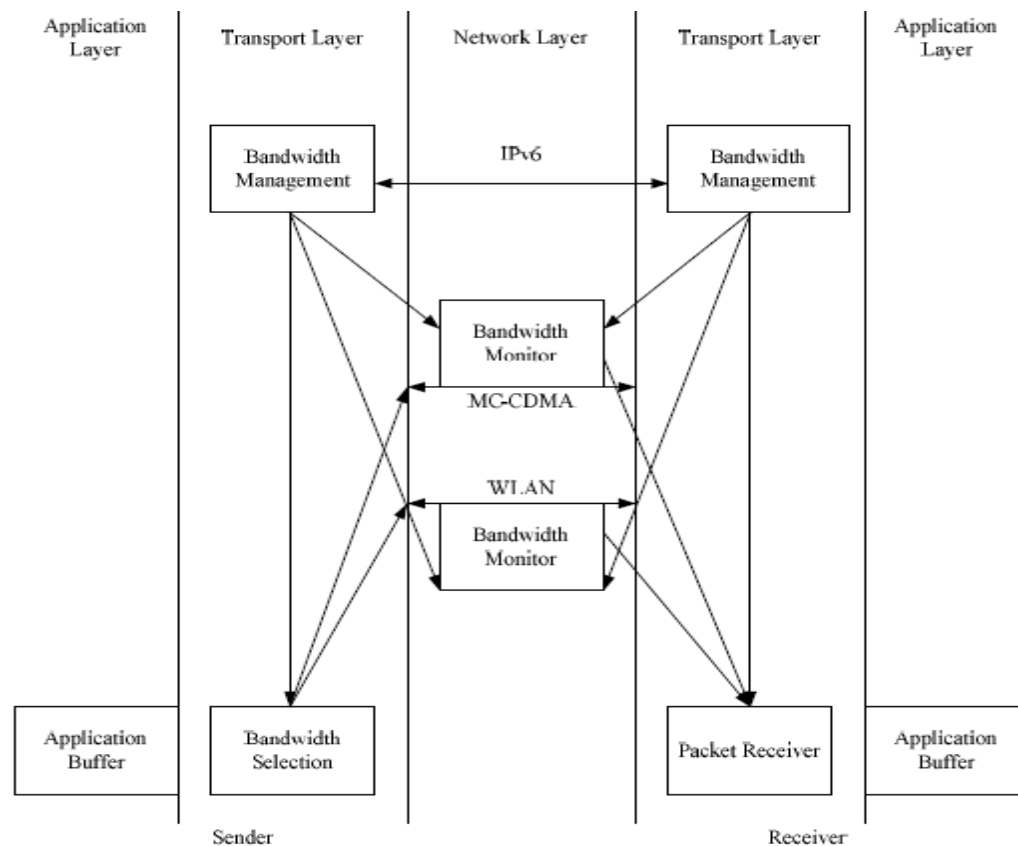 Application
Layer
Transport Layer
Network Layer
Transport Layer
Application
Layer
Bandwidth
Management
IPv6
Bandwidth
Management
Bandwidth
Monitor
MC-CDMA
WLAN
Bandwidth
Monitor
Application
Buffer
Bandwidth
Selection
Packet Receiver
Application
Buffer
Sender
Receiver